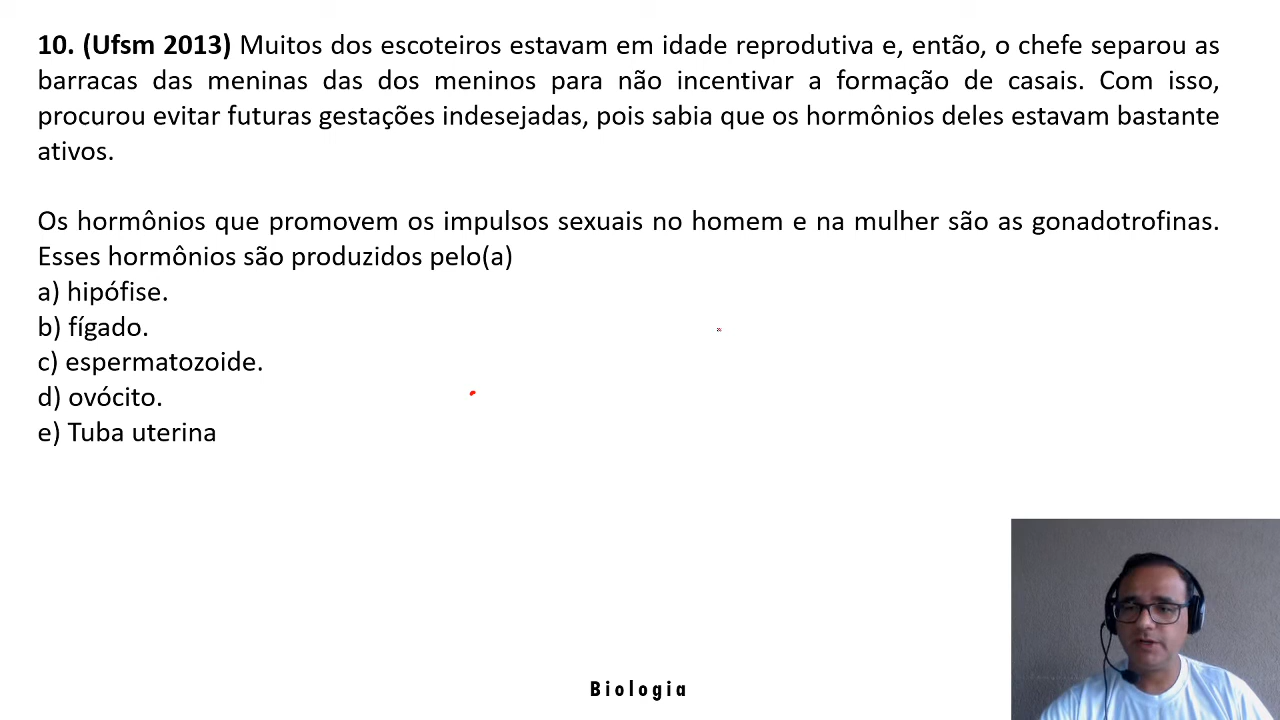 10. (Ufsm 2013) Muitos dos escoteiros estavam em idade reprodutiva e, então, o chefe separou as
barracas das meninas das dos meninos para não incentivar a formação de casais. Com isso,
procurou evitar futuras gestações indesejadas, pois sabia que os hormônios deles estavam bastante
ativos.
Os hormônios que promovem os impulsos sexuais no homem e na mulher são as gonadotrofinas.
Esses hormônios são produzidos pelo(a)
a) hipófise.
b) fígado.
c) espermatozoide.
d) ovócito.
e) Tuba uterina
Biologia